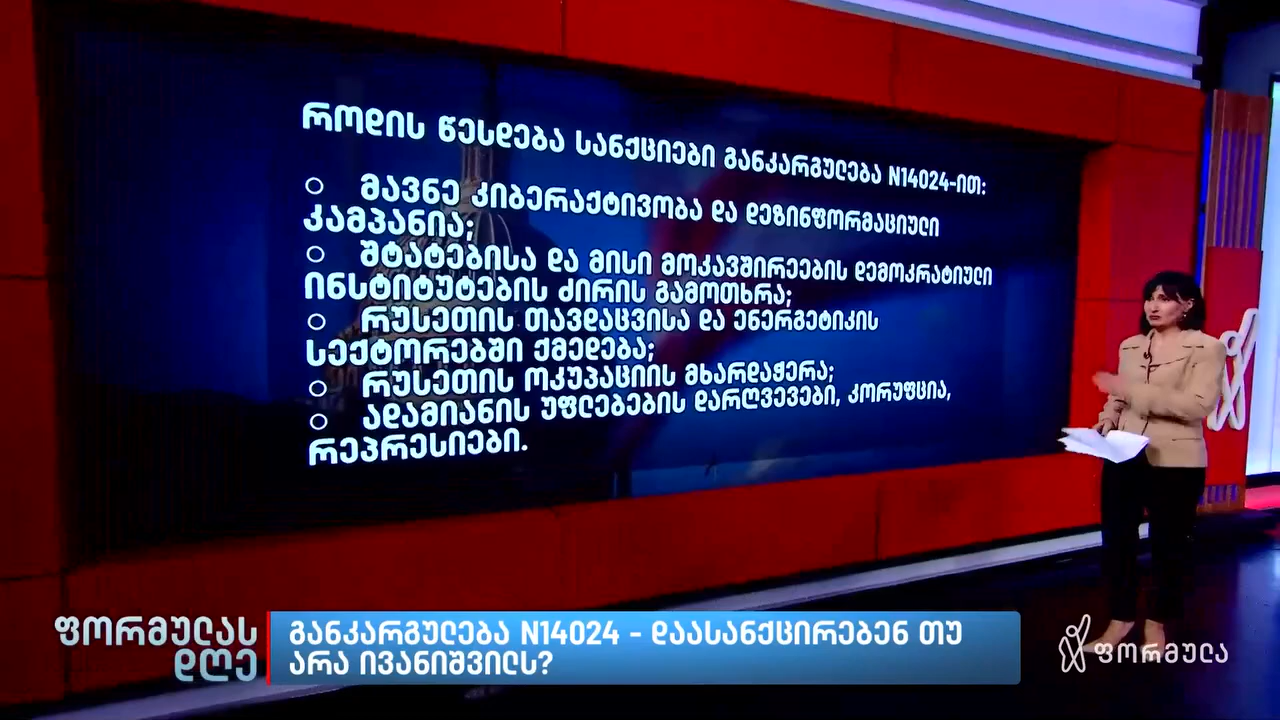 როდის წესდება სანქციები განკარგულება N14024-ით:
○ მავნე კიბერაქტივობა და დეზინფორმაციული
კამპანია;
○ შტატებისა და მისი მოკავშირეების დემოკრატიული
ინსტიტუტების ძირის გამოთხრა;
○ რუსეთის თავდაცვისა და ენერგეტიკის
სექტორებში ქმედება;
○ რუსეთის ოკუპაციის მხარდაჭერა;
○ ადამიანის უფლებების დარღვევები, კორუფცია,
რეპრესიები.
ფორმულას
დღე
განკარგულება N14024 - დაასანქცირებენ თუ
არა ივანიშვილს?
ფორმულა